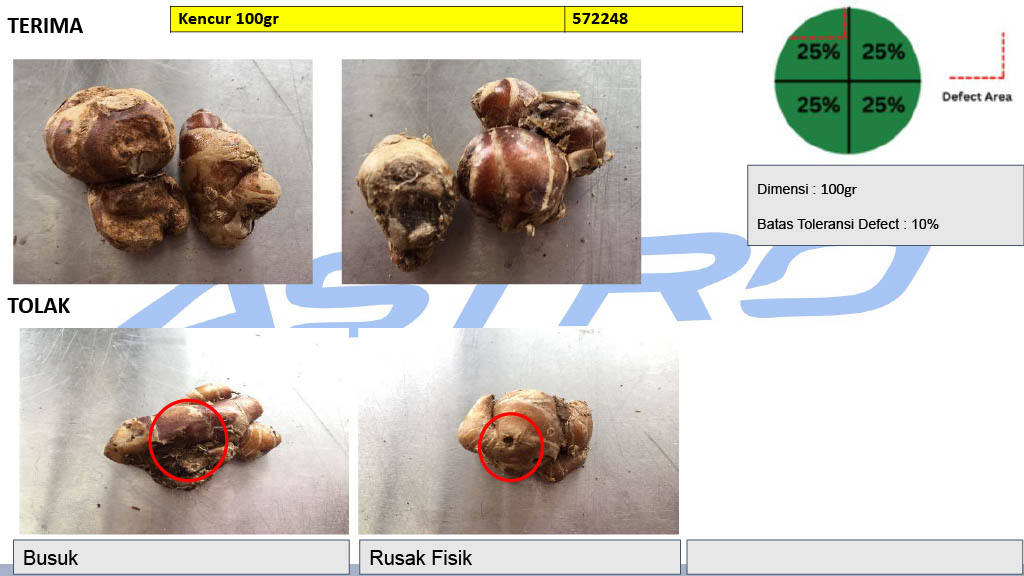 TERIMA
Kencur 100gr 572248
25% 25%
25% 25%
Defect Area
Dimensi : 100gr
Batas Toleransi Defect : 10%
ASTRO
TOLAK
Busuk
Rusak Fisik